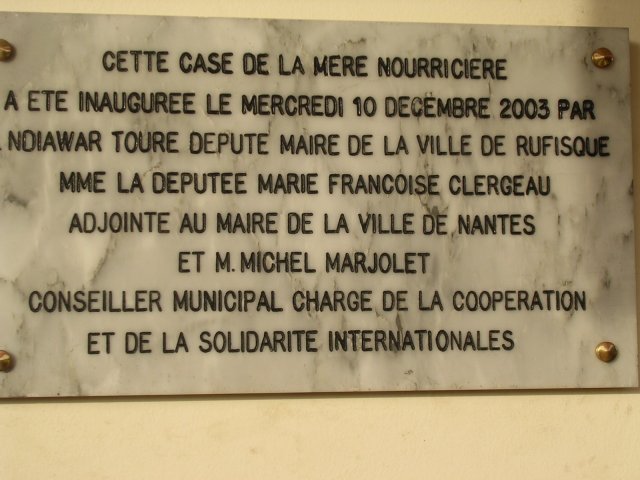 CETTE CASE DE LA MERE NOURRICIERE
A ETE INAUGUREE LE MERCREDI 10 DECEMBRE 2003 PAR
NDIAWAR TOURE DEPUTE MAIRE DE LA VILLE DE RUFISQUE
MME LA DEPUTEE MARIE FRANCOISE CLERGEAU
ADJOINTE AU MAIRE DE LA VILLE DE NANTES
ET M. MICHEL MARJOLET
CONSEILLER MUNICIPAL CHARGE DE LA COOPERATION
ET DE LA SOLIDARITE INTERNATIONALES